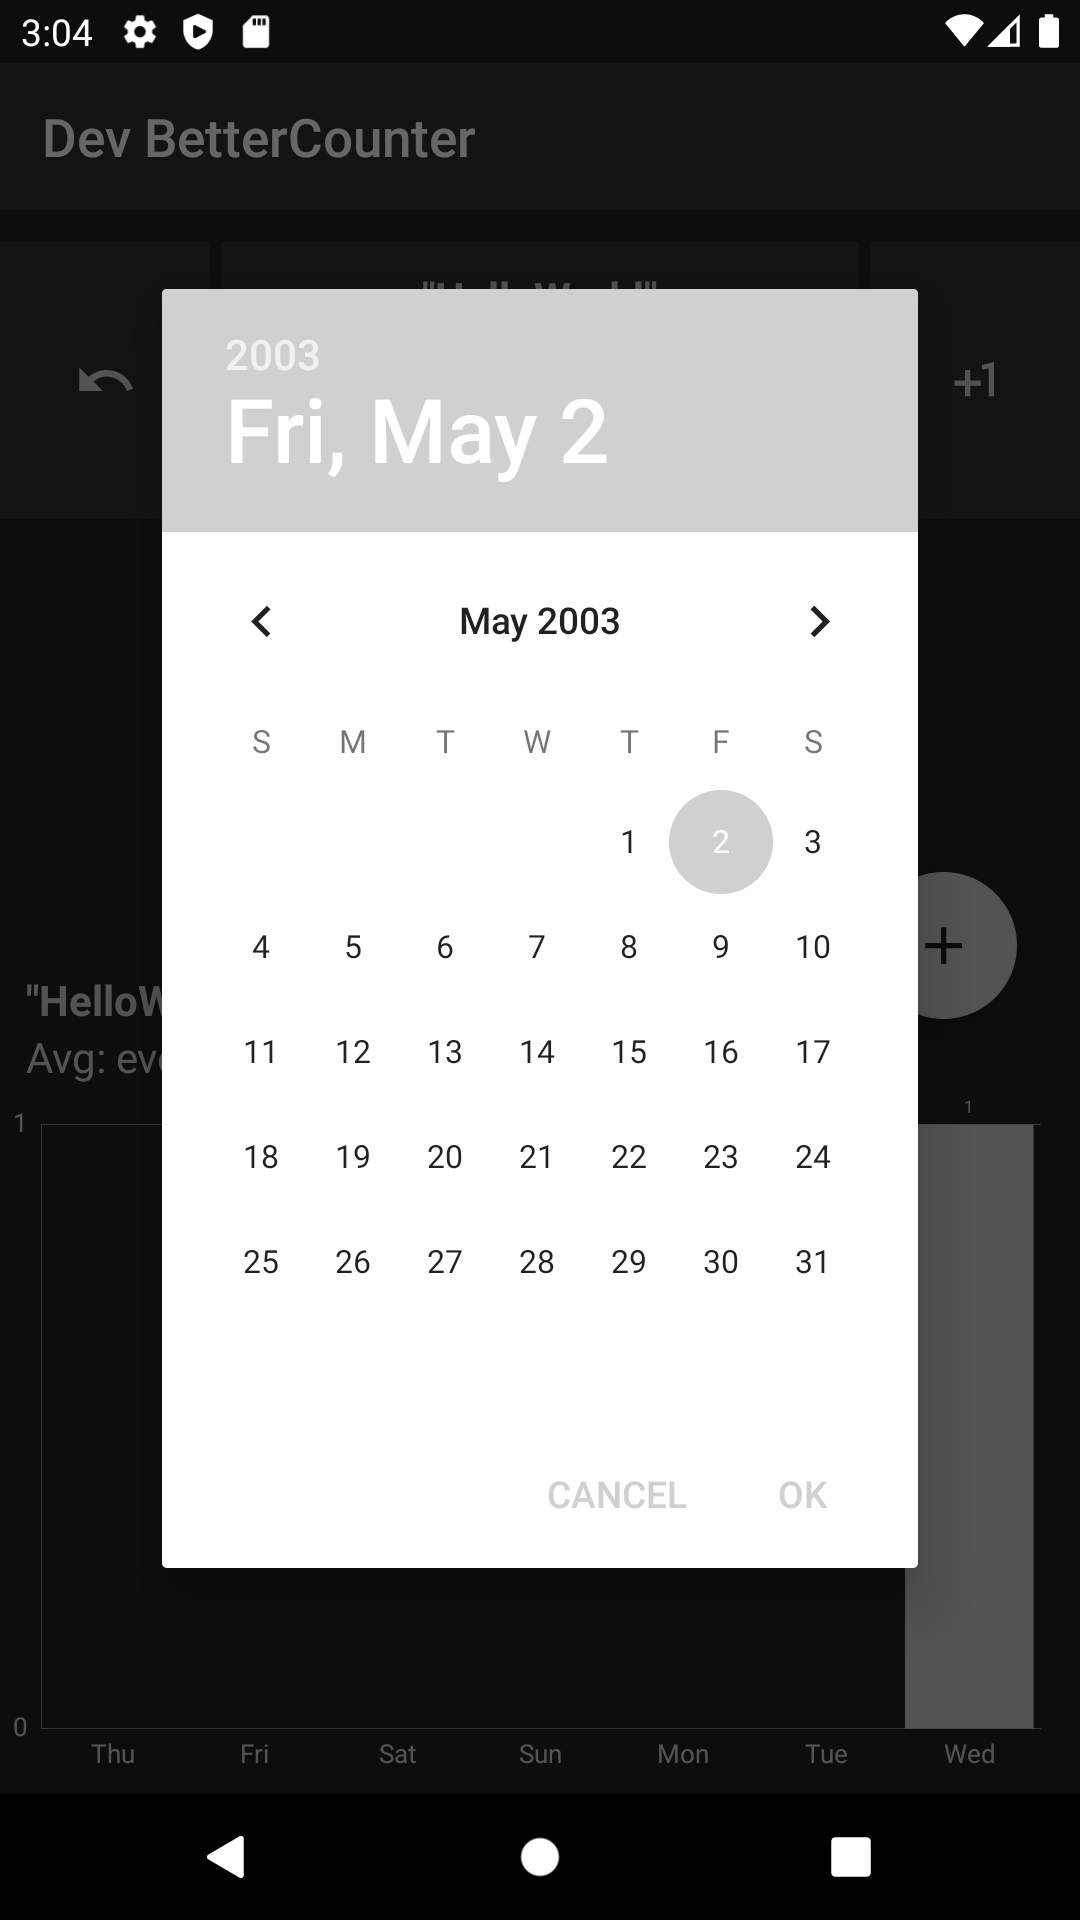 3:04
Dev BetterCounter
+1
2003
Fri, May 2
May 2003
S M T W T F S
1 2 3
4 5 6 7 8 9 10
11 12 13 14 15 16 17
18 19 20 21 22 23 24
25 26 27 28 29 30 31
CANCEL OK
"HelloW
Avg:
1
1
0
Thu Fri Sat Sun Mon Tue Wed